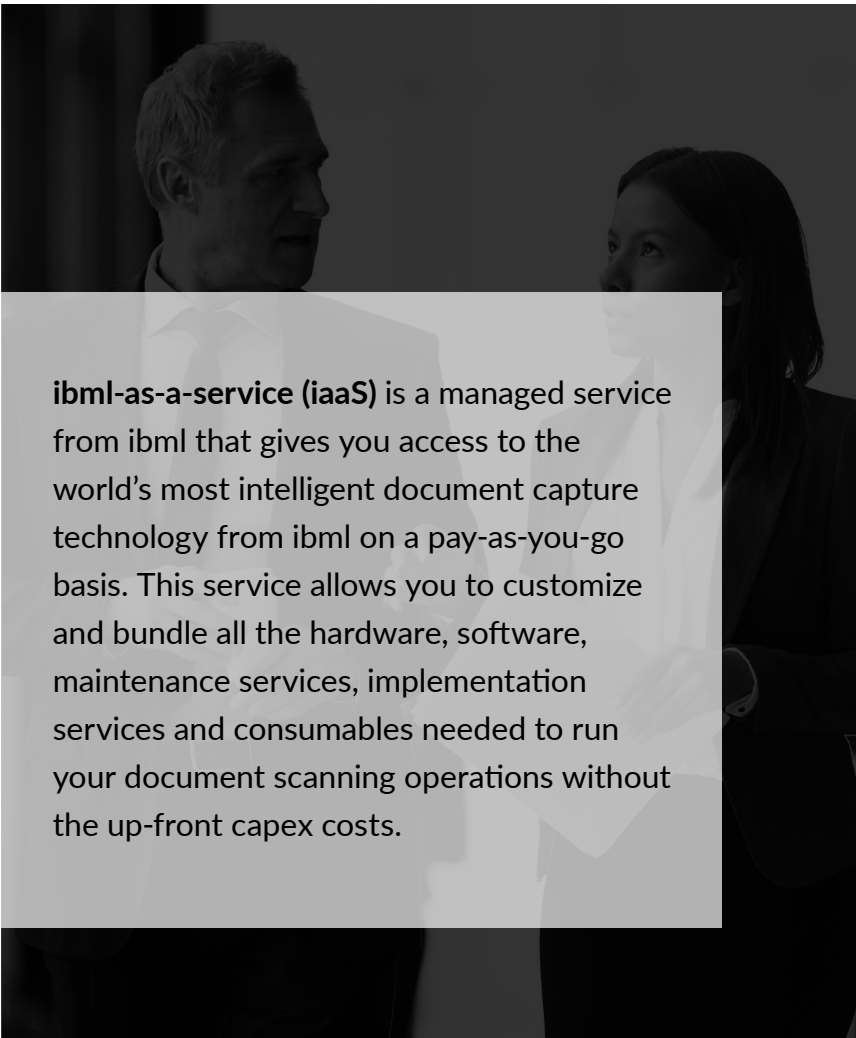 ibml-as-a-service (iaaS) is a managed service
from ibml that gives you access to the
world’s most intelligent document capture
technology from ibml on a pay-as-you-go
basis. This service allows you to customize
and bundle all the hardware, software,
maintenance services, implementation
services and consumables needed to run
your document scanning operations without
the up-front capex costs.